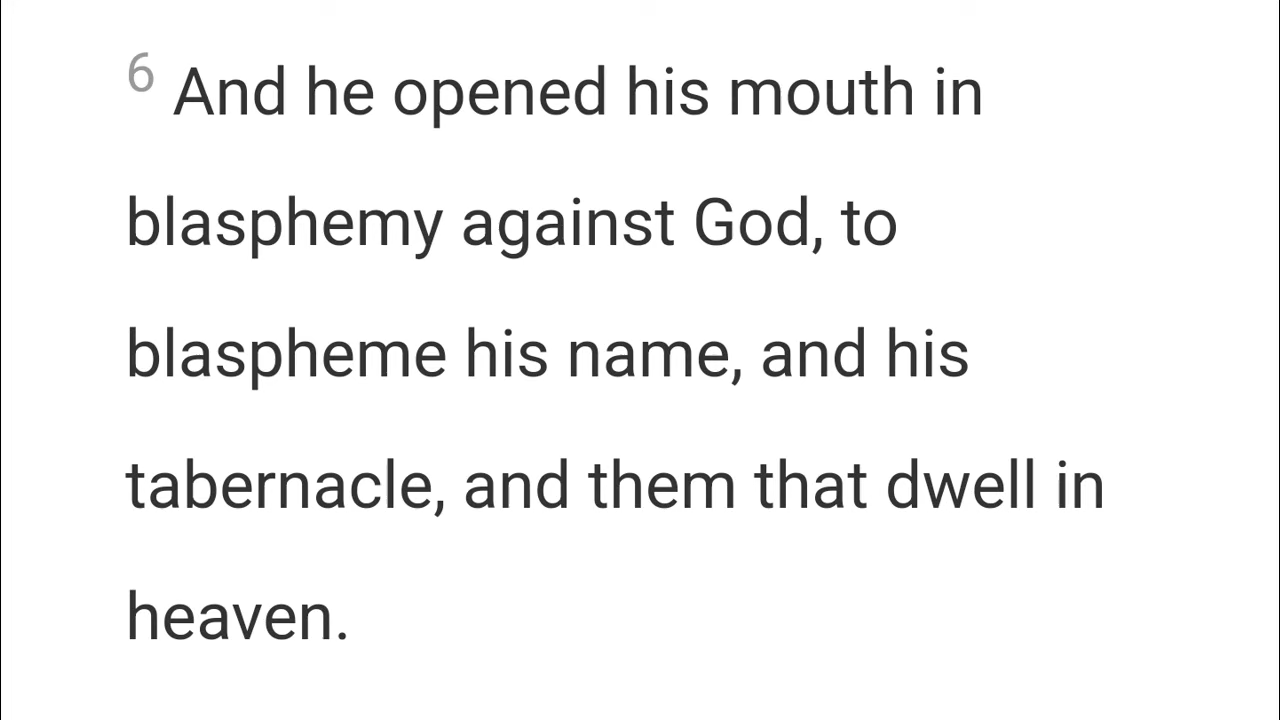 6 And he opened his mouth in
blasphemy against God, to
blaspheme his name, and his
tabernacle, and them that dwell in
heaven.